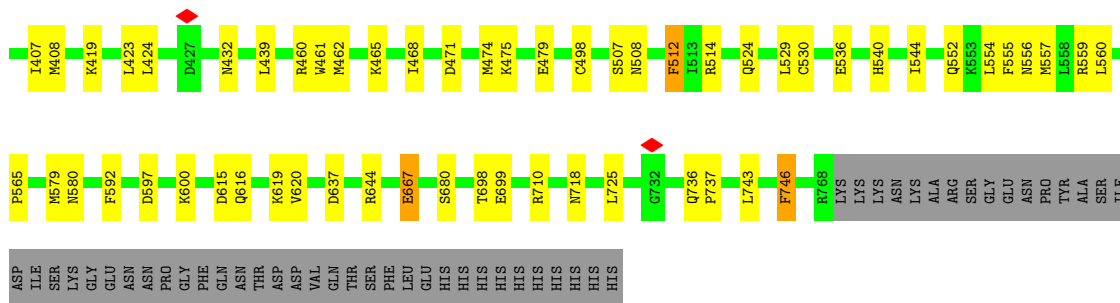 I407 M408 K419 L423 L424 D427 N432 L439 R460 W461 M462 K465 I468 D471 M474 K475 E479 C498 S507 N508 F512 I513 R514 Q524 L529 C530 E536 H540 I544 Q552 K553 L554 F555 N556 M557 L558 R559 L560
P565 M579 N580 F592 D597 K600 D615 Q616 K619 V620 D637 R644 E667 S680 T698 E699 R710 N718 L725 G732 Q736 P737 L743 F746 R768 LYS LYS LYS ASN LYS ALA ARG SER GLY GLU ASN PRO TYR ALA SER ILE
ASP ILE SER LYS GLY GLU ASN ASN PRO GLY PHE GLN ASN THR ASP ASP VAL GLN THR SER PHE LEU GLU HIS HIS HIS HIS HIS HIS HIS HIS